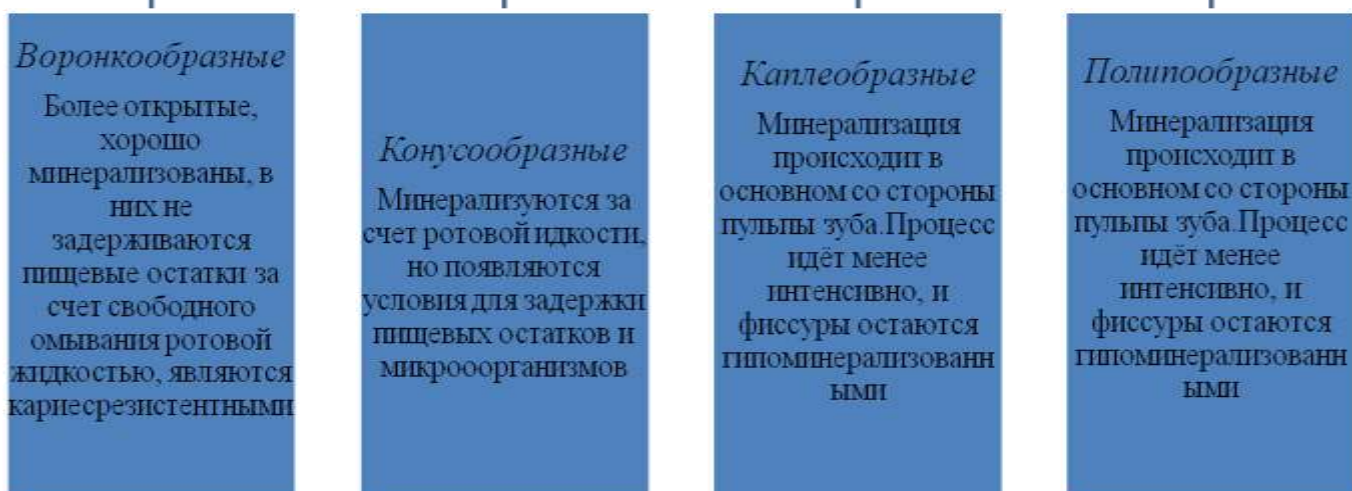 Воронкообразные
Более открытые,
хорошо
минерализованы, в
них не
задерживаются
пищевые остатки за
счет свободного
омывания ротовой
жидкостью, являются
кариесрезистентными
Конусообразные
Минерализуются за
счет ротовой идкости,
но появляются
условия для задержки
пищевых остатков и
микрооорганизмов
Каплеобразные
Минерализация
происходит в
основном со стороны
пульпы зуба.Процесс
идёт менее
интенсивно, и
фиссуры остаются
гипоминерализованн
ыми
Полипообразные
Минерализация
происходит в
основном со стороны
пульпы зуба.Процесс
идёт менее
интенсивно, и
фиссуры остаются
гипоминерализованн
ыми